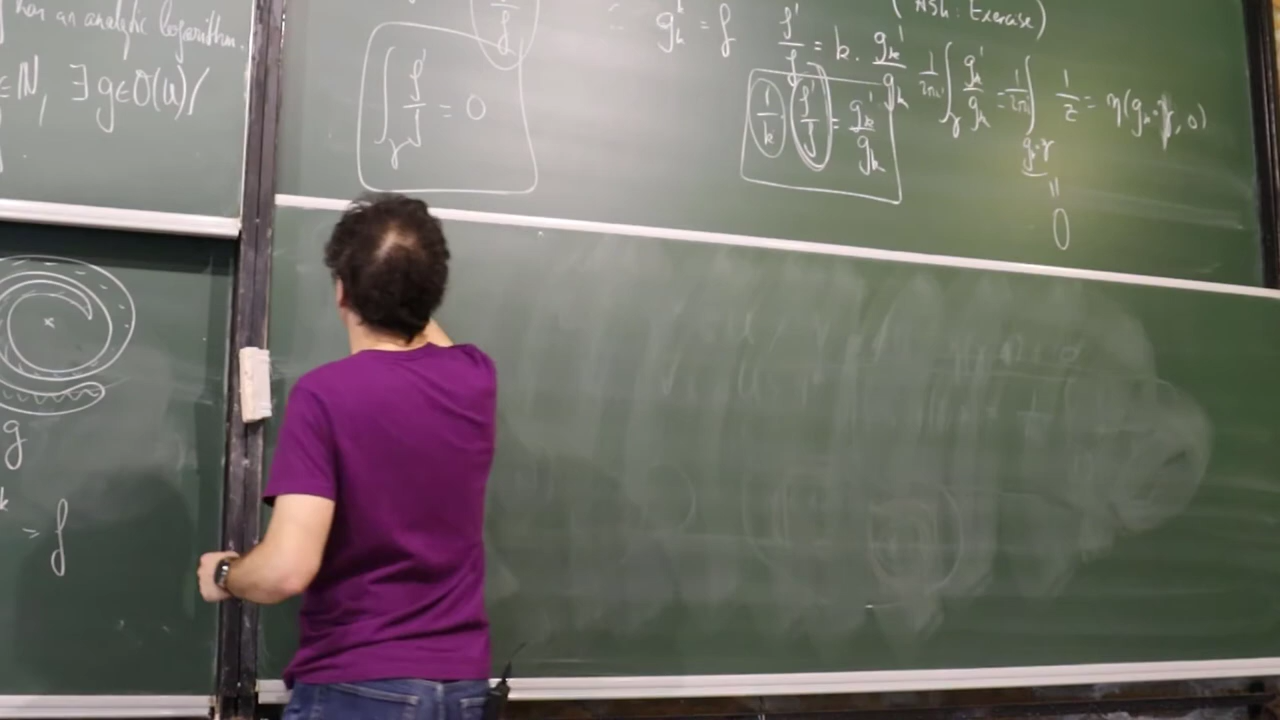 has an analytic logarithm.
∈ℕ, ∃ g∈O(u)/
g
k
f
f
∫_γ f'/f = 0
g_k^k = f
f'/f = k. g_k'/g_k
(Ash: Exercise)
1/k f'/f = g_k'/g_k
1/2πi ∫_γ g_k'/g_k = 1/2πi ∫_{g_k∘γ} 1/z = η(g_k∘γ, 0)
=
0